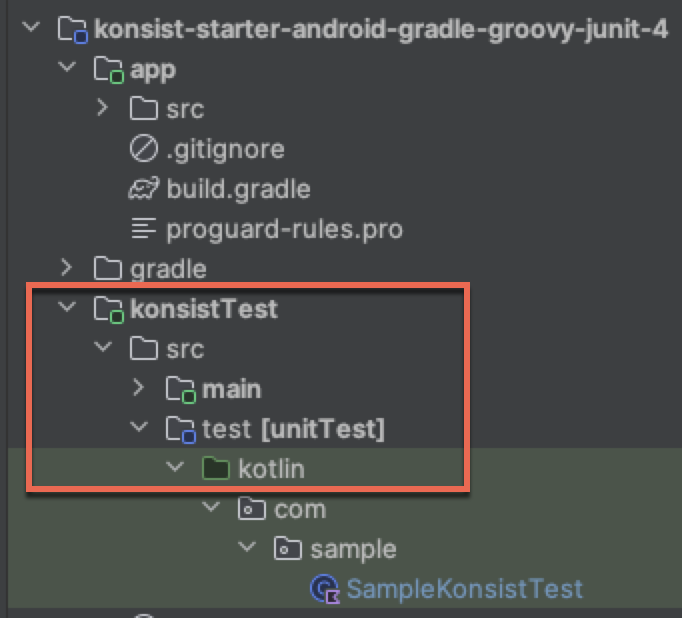 konsist-starter-android-gradle-groovy-junit-4
app
src
.gitignore
build.gradle
proguard-rules.pro
gradle
konsistTest
src
main
test [unitTest]
kotlin
com
sample
SampleKonsistTest